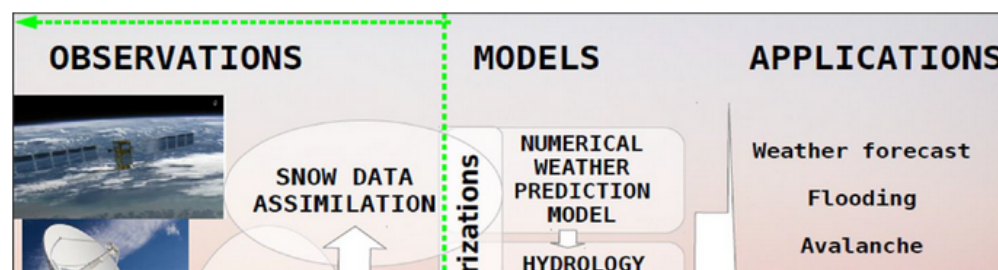 OBSERVATIONS
MODELS
APPLICATIONS
SNOW DATA
ASSIMILATION
rizations
NUMERICAL
WEATHER
PREDICTION
MODEL
HYDROLOGY
Weather forecast
Flooding
Avalanche